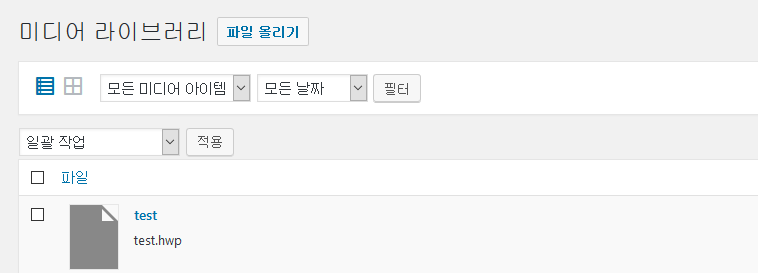 미디어 라이브러리 파일 올리기
모든 미디어 아이템 모든 날짜 필터
일괄 작업 적용
파일
test
test.hwp